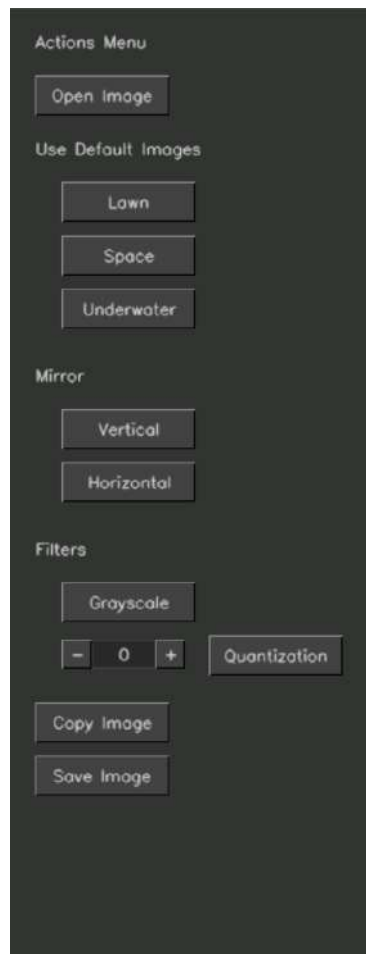 Actions Menu
Open Image
Use Default Images
Lawn
Space
Underwater
Mirror
Vertical
Horizontal
Filters
Grayscale
- 0 + Quantization
Copy Image
Save Image